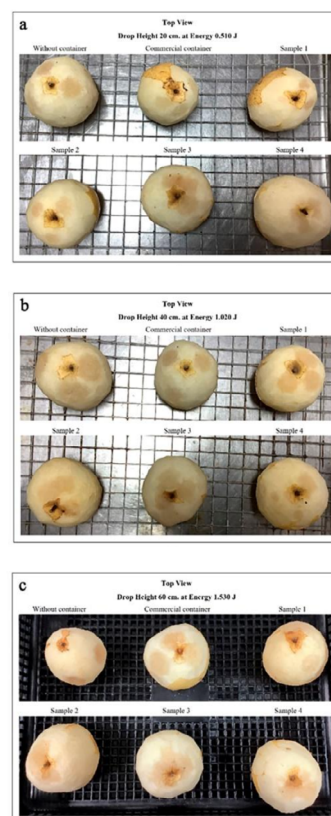 a
Top View
Drop Height 20 cm. at Energy 0.510 J
Without container Commercial container Sample 1
Sample 2 Sample 3 Sample 4
b
Top View
Drop Height 40 cm. at Energy 1.020 J
Without container Commercial container Sample 1
Sample 2 Sample 3 Sample 4
c
Top View
Drop Height 60 cm. at Energy 1.530 J
Without container Commercial container Sample 1
Sample 2 Sample 3 Sample 4